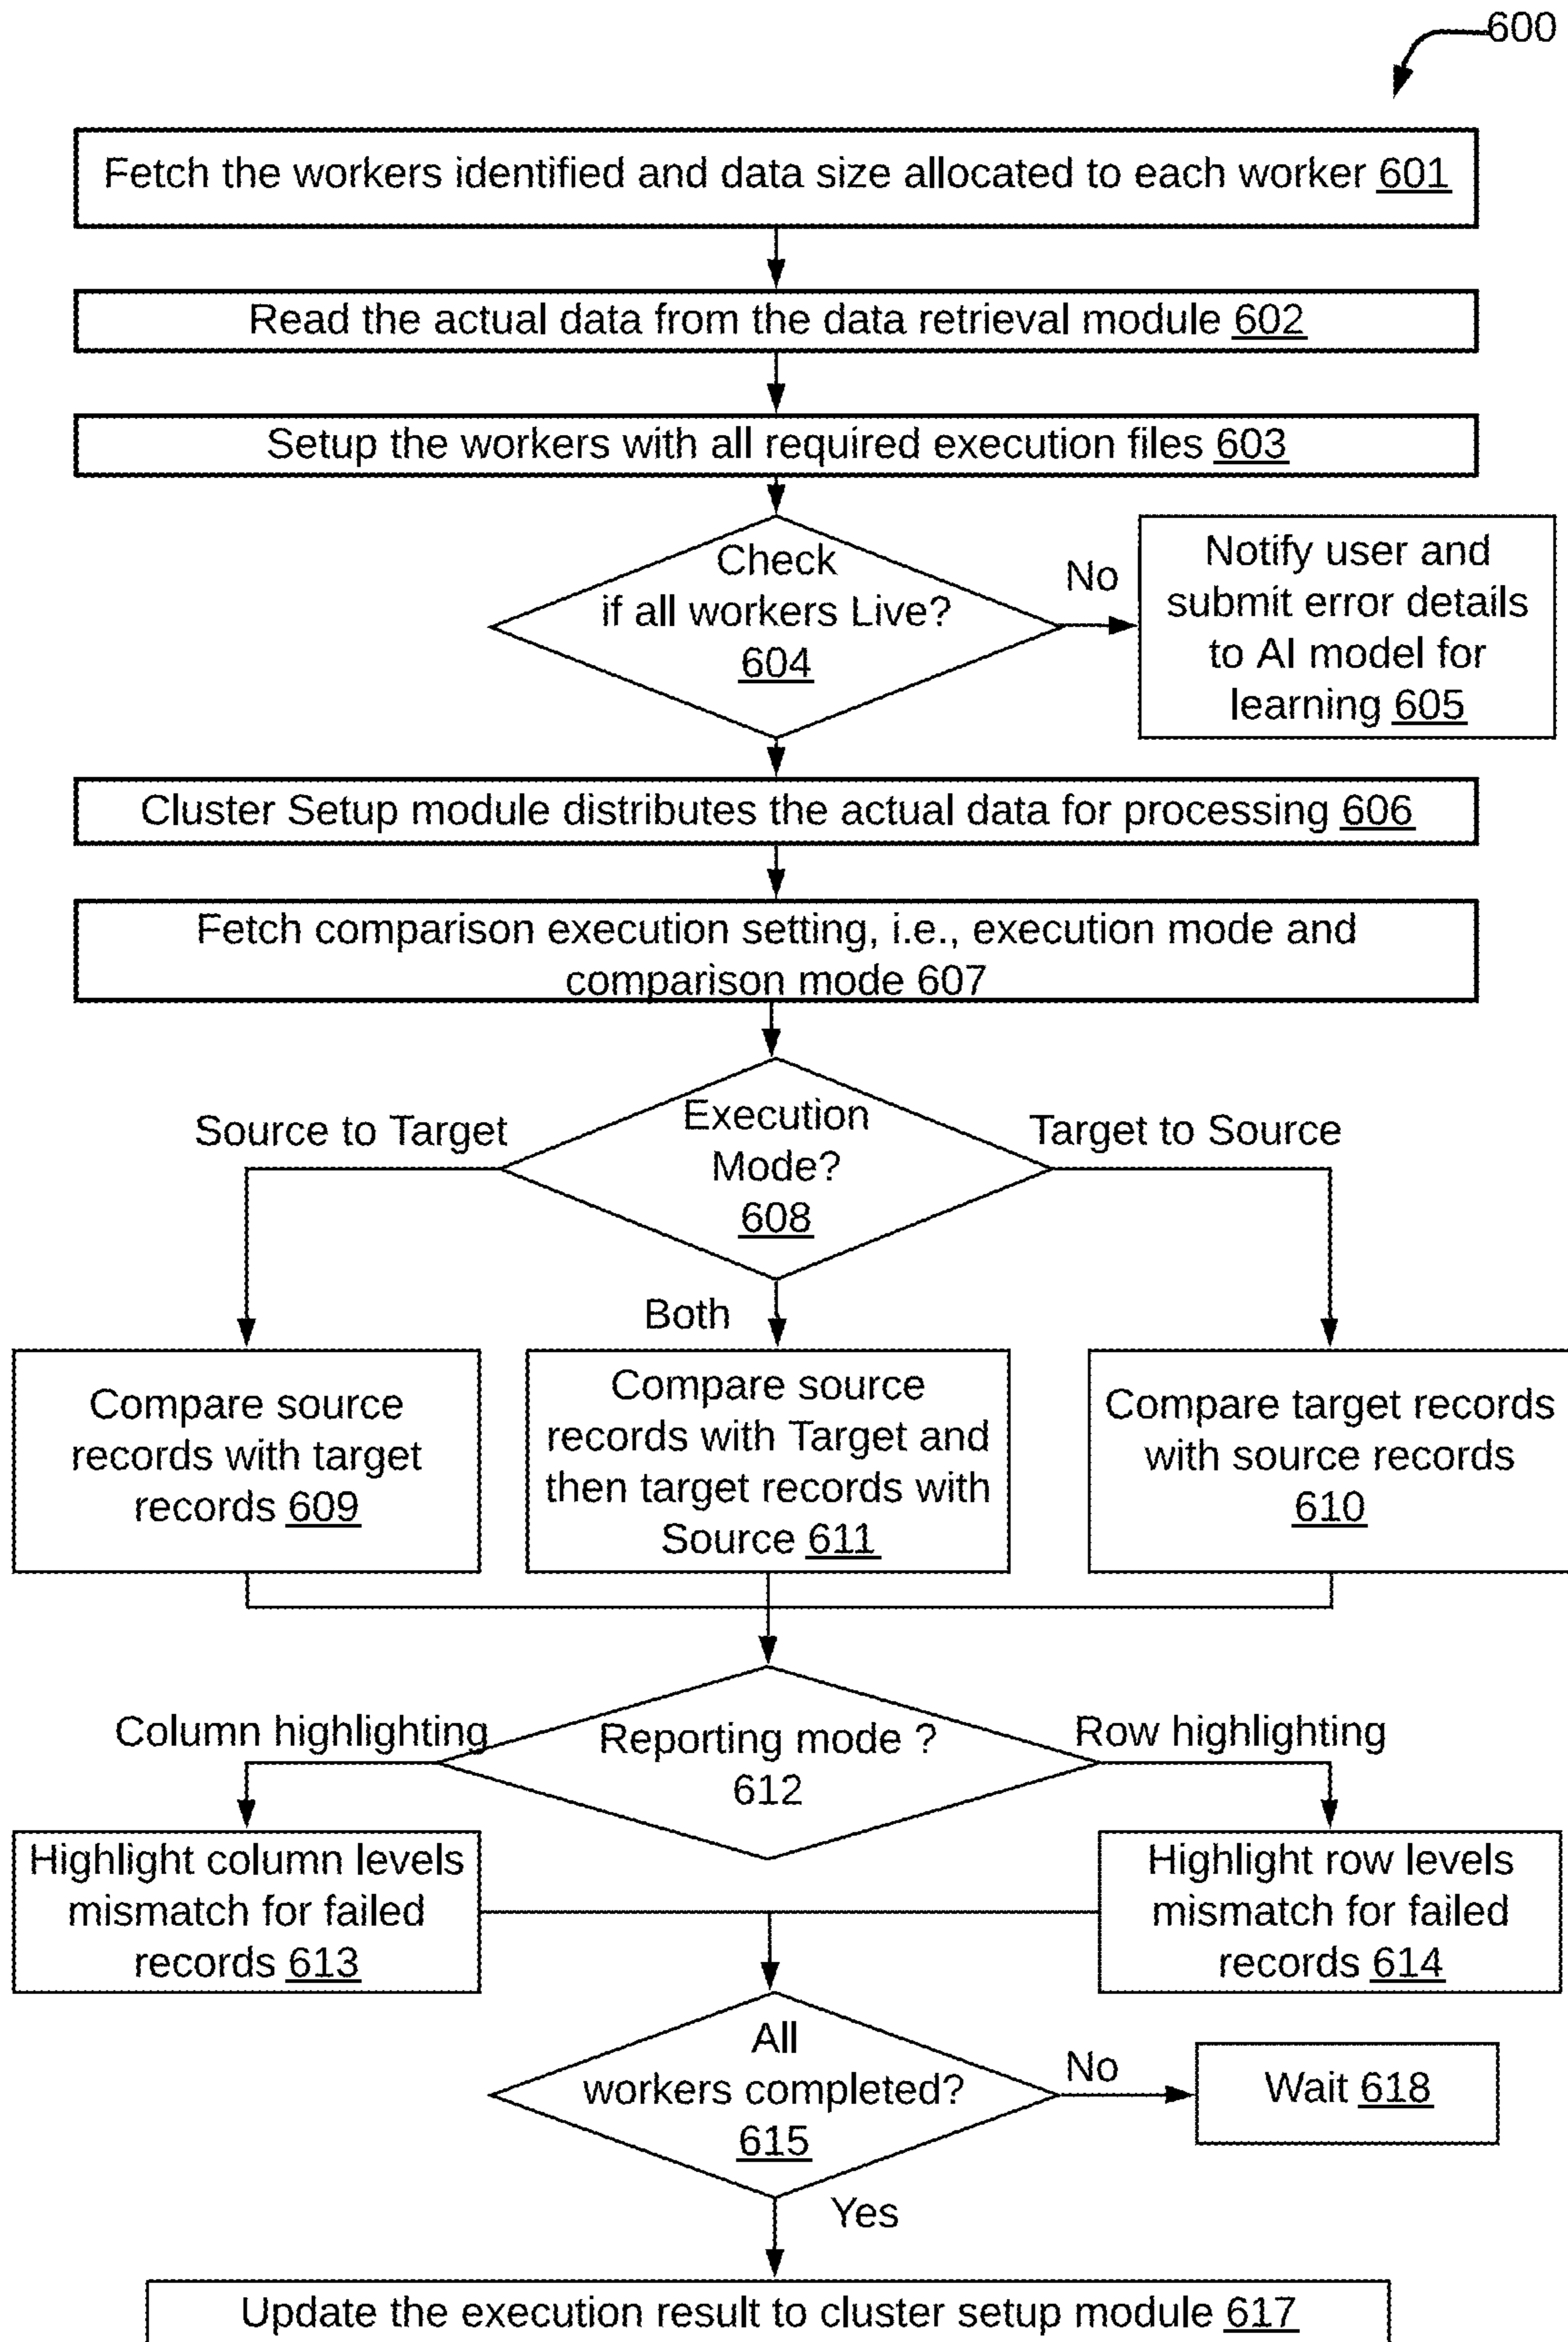 600
Fetch the workers identified and data size allocated to each worker 601
Read the actual data from the data retrieval module 602
Setup the workers with all required execution files 603
Check
if all workers Live?
604
No
Notify user and
submit error details
to AI model for
learning 605
Cluster Setup module distributes the actual data for processing 606
Fetch comparison execution setting, i.e., execution mode and
comparison mode 607
Execution
Mode?
608
Source to Target
Target to Source
Both
Compare source
records with target
records 609
Compare source
records with Target and
then target records with
Source 611
Compare target records
with source records
610
Reporting mode ?
612
Column highlighting
Row highlighting
Highlight column levels
mismatch for failed
records 613
Highlight row levels
mismatch for failed
records 614
All
workers completed?
615
No
Wait 618
Yes
Update the execution result to cluster setup module 617